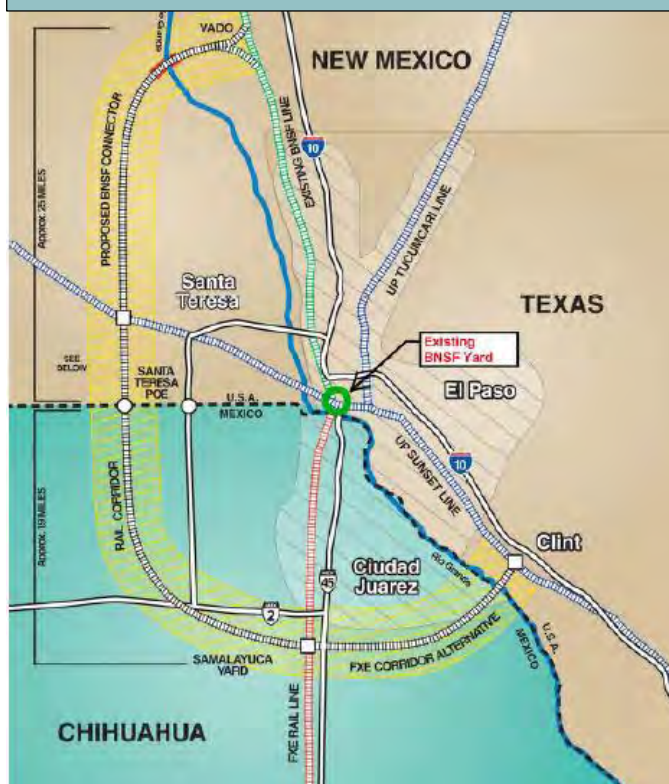 VADO
NEW MEXICO
Approx. 25 MILES
PROPOSED BNSF CONNECTOR
EXISTING BNSF LINE
10
UP TUCUMCARI LINE
Santa
Teresa
TEXAS
Existing
BNSF Yard
SEE
BELOW
SANTA
TERESA
POE
U.S.A.
MEXICO
El Paso
UP SUNSET LINE
10
Approx. 19 MILES
RAIL CORRIDOR
Clint
Rio Grande
Ciudad
Juarez
45
2
U.S.A.
MEXICO
SAMALAYUCA
YARD
FXE CORRIDOR ALTERNATIVE
FXE RAIL LINE
CHIHUAHUA